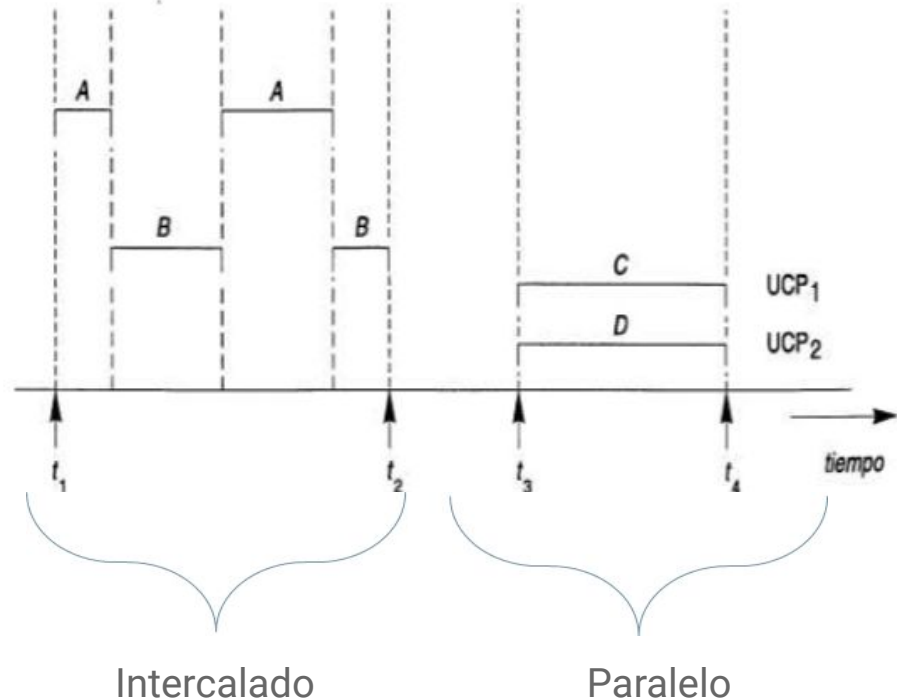 A
A
B
B
C
UCP1
D
UCP2
t1
t2
t3
t4
tiempo
Intercalado
Paralelo